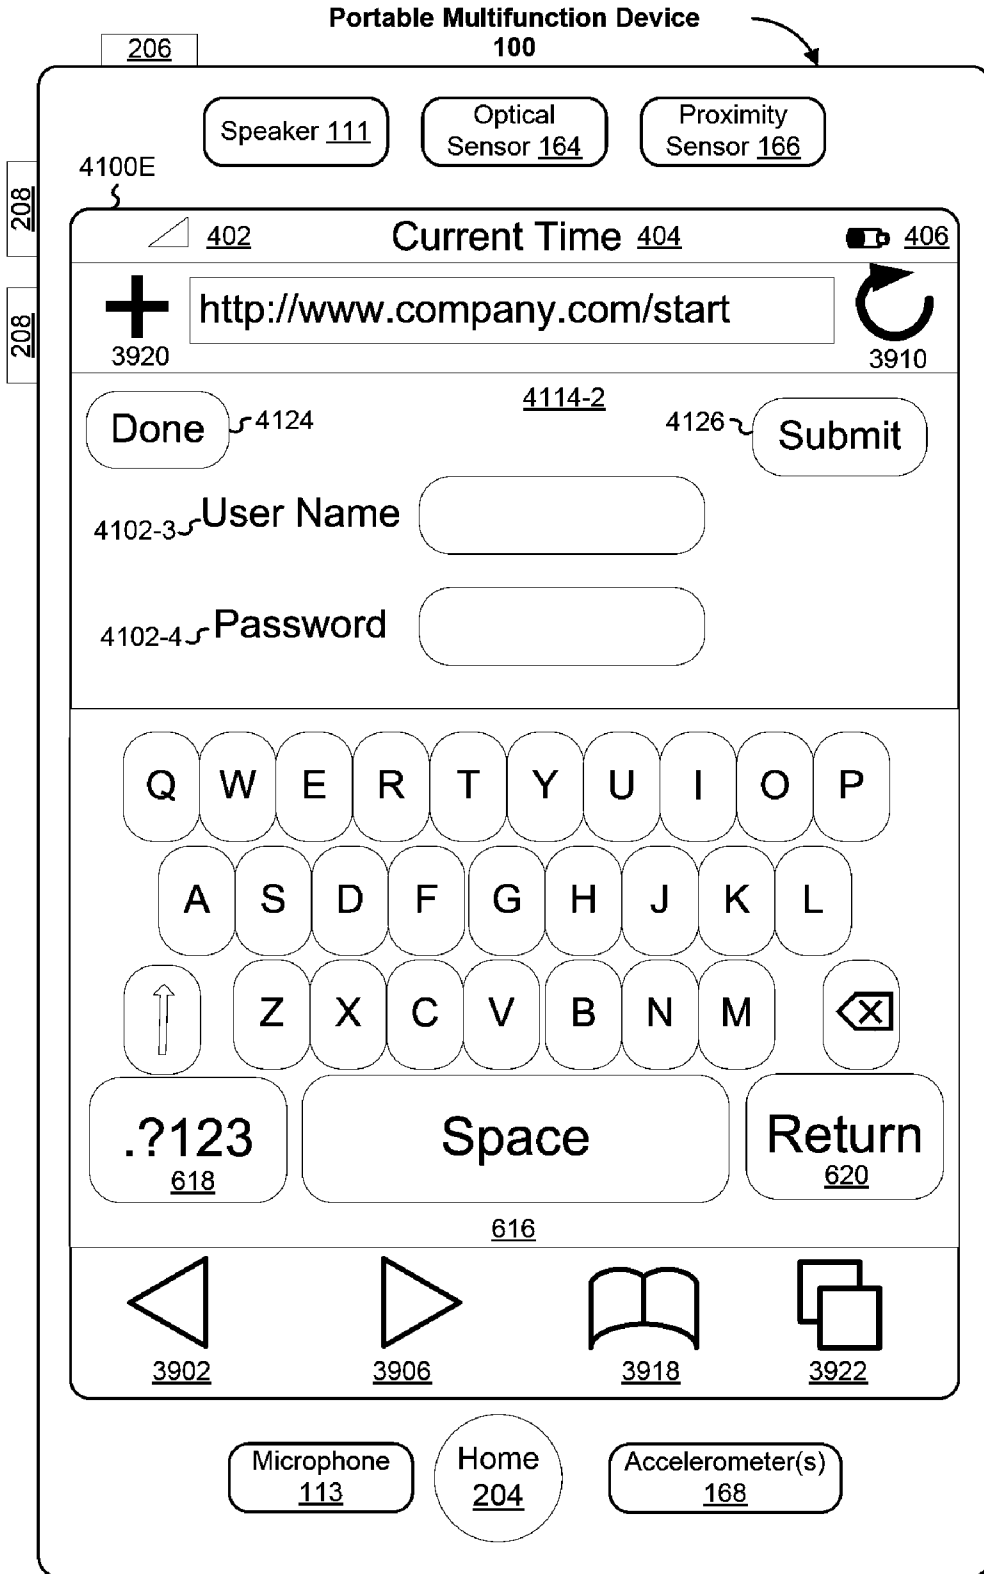 Portable Multifunction Device
100
206
Speaker 111
Optical
Sensor 164
Proximity
Sensor 166
4100E
208
208
402
Current Time 404
406
http://www.company.com/start
3920
3910
4114-2
Done
4124
4126
Submit
4102-3
User Name
4102-4
Password
Q W E R T Y U I O P
A S D F G H J K L
Z X C V B N M
.?123
618
Space
Return
620
616
3902
3906
3918
3922
Microphone
113
Home
204
Accelerometer(s)
168